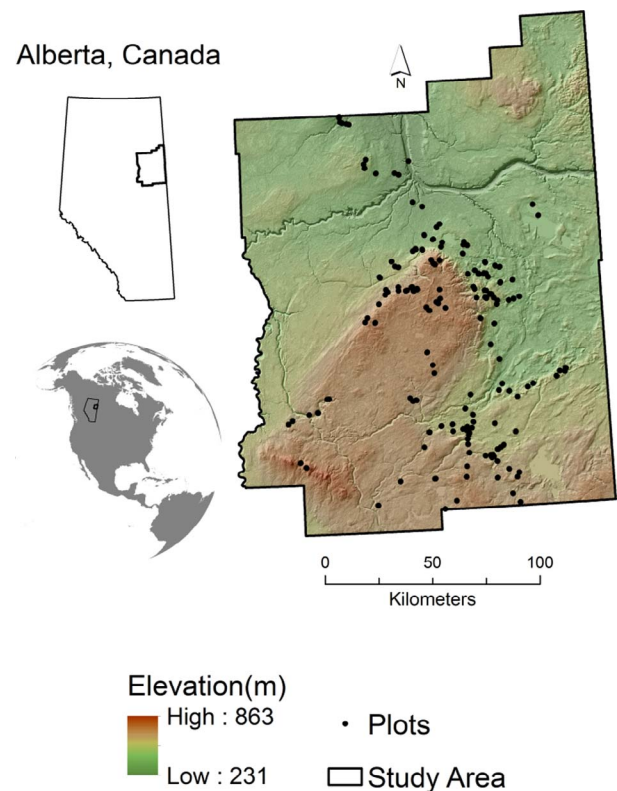 Alberta, Canada
N
0 50 100
Kilometers
Elevation(m)
High : 863
Low : 231
Plots
Study Area